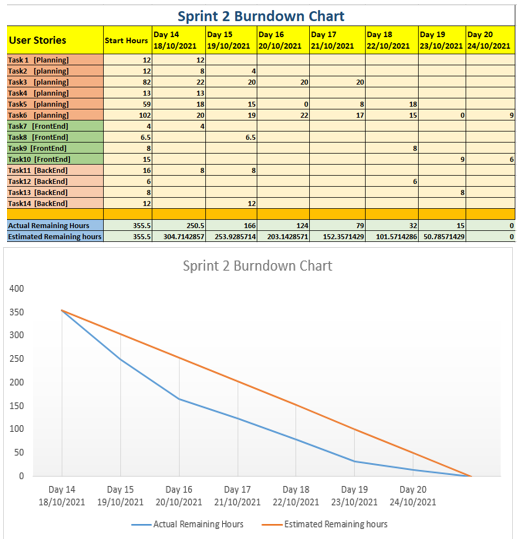 Sprint 2 Burndown Chart
User Stories Start Hours Day 14 18/10/2021 Day 15 19/10/2021 Day 16 20/10/2021 Day 17 21/10/2021 Day 18 22/10/2021 Day 19 23/10/2021 Day 20 24/10/2021
Task 1 [Planning] 12 12
Task2 [planning] 12 8 4
Task3 [planning] 82 22 20 20 20
Task4 [planning] 13 13
Task5 [planning] 59 18 15 0 8 18
Task6 [planning] 102 20 19 22 17 15 0 9
Task7 [FrontEnd] 4 4
Task8 [FrontEnd] 6.5 6.5
Task9 [FrontEnd] 8 8
Task10 [FrontEnd] 15 9 6
Task11 [BackEnd] 16 8 8
Task12 [BackEnd] 6 6
Task13 [BackEnd] 8 8
Task14 [BackEnd] 12 12
Actual Remaining Hours 355.5 250.5 166 124 79 32 15 0
Estimated Remaining hours 355.5 304.7142857 253.9285714 203.1428571 152.3571429 101.5714286 50.78571429 0
Sprint 2 Burndown Chart
400
350
300
250
200
150
100
50
0
Day 14 Day 15 Day 16 Day 17 Day 18 Day 19 Day 20
18/10/2021 19/10/2021 20/10/2021 21/10/2021 22/10/2021 23/10/2021 24/10/2021
Actual Remaining Hours Estimated Remaining hours